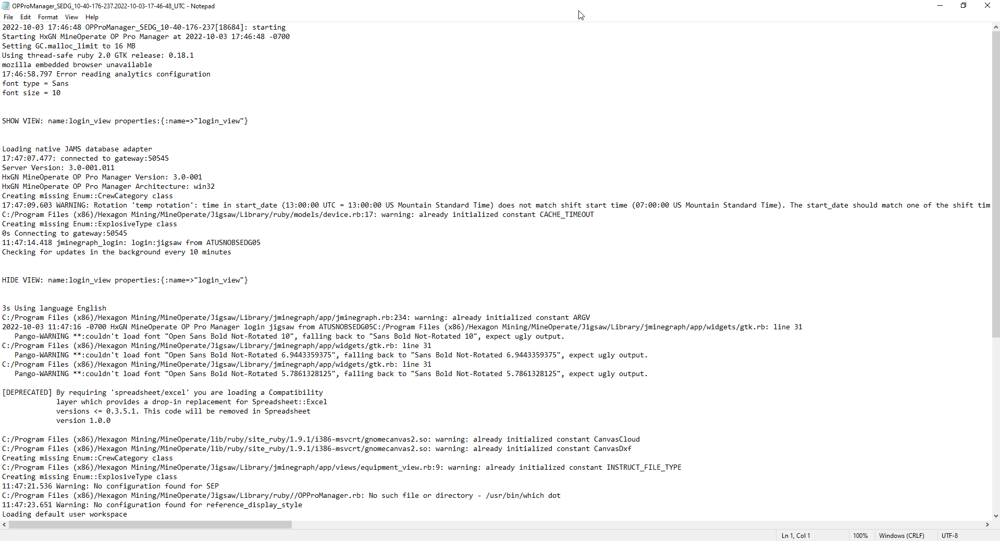 OPProManager_SEDG_10-40-176-237.2022-10-03-17-46-48_UTC - Notepad
File Edit Format View Help
2022-10-03 17:46:48 OPProManager_SEDG_10-40-176-237[18684]: starting
Starting HxGN MineOperate OP Pro Manager at 2022-10-03 17:46:48 -0700
Setting GC.malloc_limit to 16 MB
Using thread-safe ruby 2.0 GTK release: 0.18.1
mozilla embedded browser unavailable
17:46:58.797 Error reading analytics configuration
font type = Sans
font size = 10
SHOW VIEW: name:login_view properties:{:name=>"login_view"}
Loading native JAMS database adapter
17:47:07.477: connected to gateway:50545
Server Version: 3.0-001.011
HxGN MineOperate OP Pro Manager Version: 3.0-001
HxGN MineOperate OP Pro Manager Architecture: win32
Creating missing Enum::CrewCategory class
17:47:09.603 WARNING: Rotation 'temp rotation': time in start_date (13:00:00 UTC = 13:00:00 US Mountain Standard Time) does not match shift start time (07:00:00 US Mountain Standard Time). The start_date should match one of the shift tim
C:/Program Files (x86)/Hexagon Mining/MineOperate/Jigsaw/Library/ruby/models/device.rb:17: warning: already initialized constant CACHE_TIMEOUT
Creating missing Enum::ExplosiveType class
0s Connecting to gateway:50545
11:47:14.418 jminegraph_login: login:jigsaw from ATUSNOBSEDG05
Checking for updates in the background every 10 minutes
HIDE VIEW: name:login_view properties:{:name=>"login_view"}
3s Using language English
C:/Program Files (x86)/Hexagon Mining/MineOperate/Jigsaw/Library/jminegraph/app/jminegraph.rb:234: warning: already initialized constant ARGV
2022-10-03 11:47:16 -0700 HxGN MineOperate OP Pro Manager login jigsaw from ATUSNOBSEDG05C:/Program Files (x86)/Hexagon Mining/MineOperate/Jigsaw/Library/jminegraph/app/widgets/gtk.rb: line 31
Pango-WARNING **:couldn't load font "Open Sans Bold Not-Rotated 10", falling back to "Sans Bold Not-Rotated 10", expect ugly output.
C:/Program Files (x86)/Hexagon Mining/MineOperate/Jigsaw/Library/jminegraph/app/widgets/gtk.rb: line 31
Pango-WARNING **:couldn't load font "Open Sans Bold Not-Rotated 6.9443359375", falling back to "Sans Bold Not-Rotated 6.9443359375", expect ugly output.
C:/Program Files (x86)/Hexagon Mining/MineOperate/Jigsaw/Library/jminegraph/app/widgets/gtk.rb: line 31
Pango-WARNING **:couldn't load font "Open Sans Bold Not-Rotated 5.7861328125", falling back to "Sans Bold Not-Rotated 5.7861328125", expect ugly output.
[DEPRECATED] By requiring 'spreadsheet/excel' you are loading a Compatibility
layer which provides a drop-in replacement for Spreadsheet::Excel
versions <= 0.3.5.1. This code will be removed in Spreadsheet
version 1.0.0
C:/Program Files (x86)/Hexagon Mining/MineOperate/lib/ruby/site_ruby/1.9.1/i386-msvcrt/gnomecanvas2.so: warning: already initialized constant CanvasCloud
C:/Program Files (x86)/Hexagon Mining/MineOperate/lib/ruby/site_ruby/1.9.1/i386-msvcrt/gnomecanvas2.so: warning: already initialized constant CanvasDxf
Creating missing Enum::CrewCategory class
C:/Program Files (x86)/Hexagon Mining/MineOperate/Jigsaw/Library/jminegraph/app/views/equipment_view.rb:9: warning: already initialized constant INSTRUCT_FILE_TYPE
Creating missing Enum::ExplosiveType class
11:47:21.536 Warning: No configuration found for SEP
C:/Program Files (x86)/Hexagon Mining/MineOperate/Jigsaw/Library/ruby//OPProManager.rb: No such file or directory - /usr/bin/which dot
11:47:23.651 Warning: No configuration found for reference_display_style
Loading default user workspace
Ln 1, Col 1 100% Windows (CRLF) UTF-8